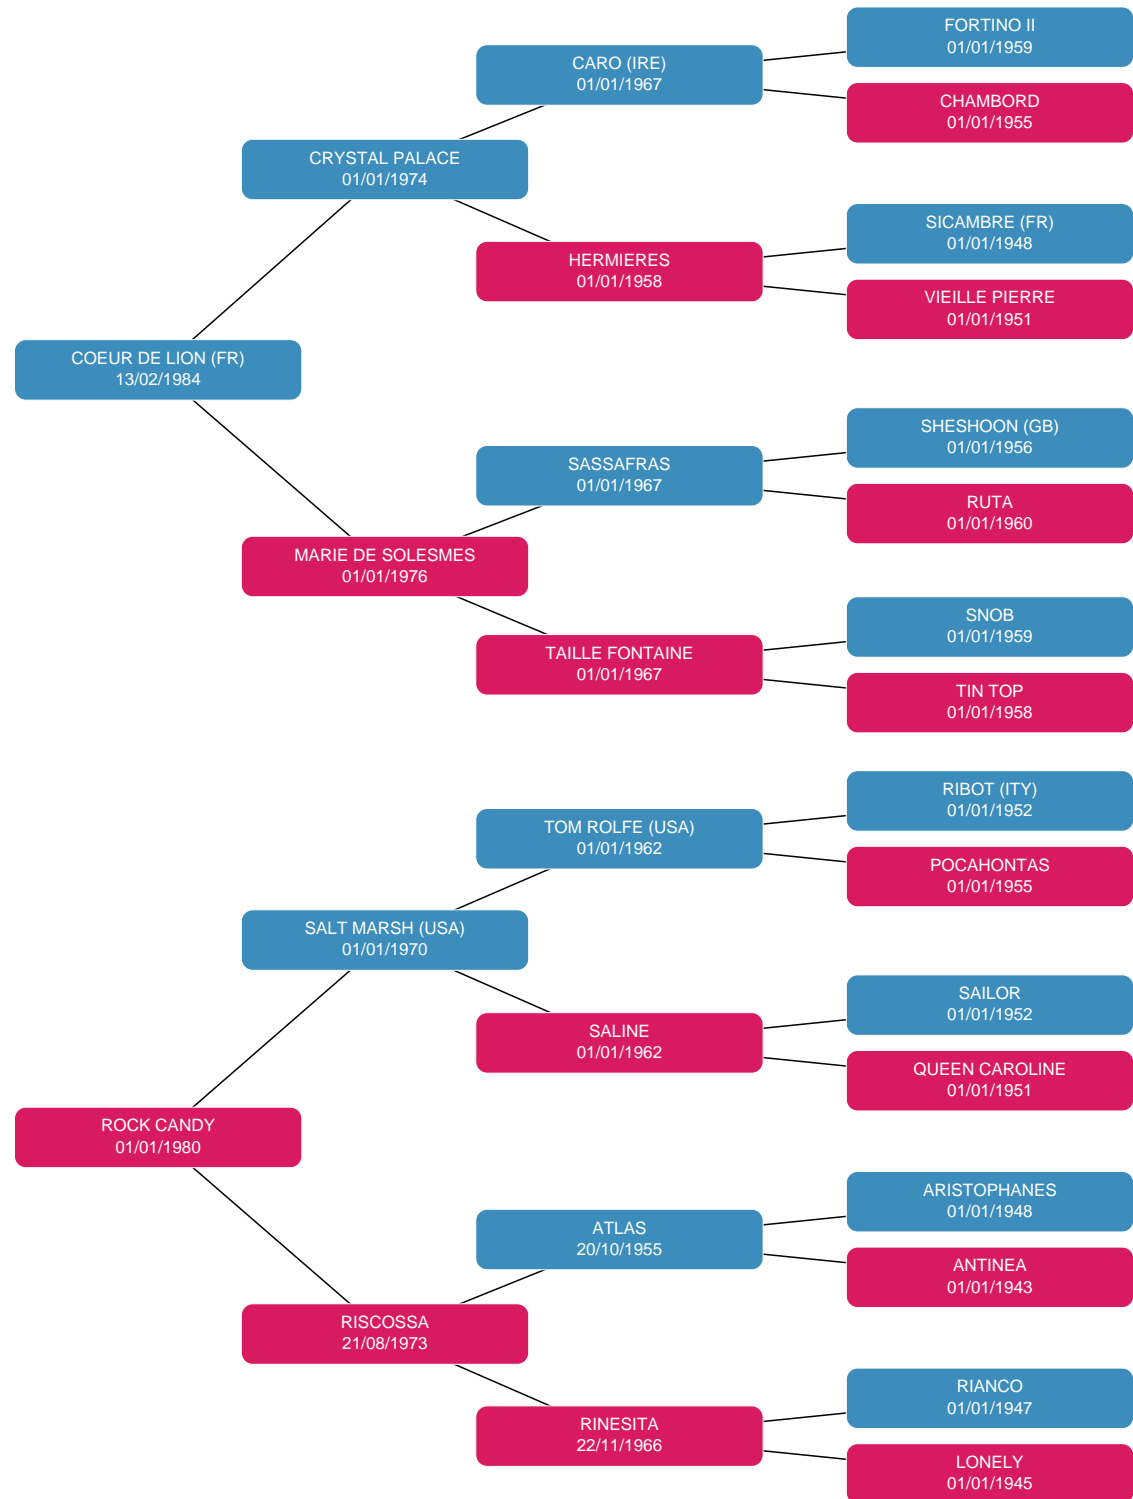 FORTINO II
01/01/1959
CARO (IRE)
01/01/1967
CHAMBORD
01/01/1955
CRYSTAL PALACE
01/01/1974
SICAMBRE (FR)
01/01/1948
HERMIERES
01/01/1958
VIEILLE PIERRE
01/01/1951
COEUR DE LION (FR)
13/02/1984
SHESHOON (GB)
01/01/1956
SASSAFRAS
01/01/1967
RUTA
01/01/1960
MARIE DE SOLESMES
01/01/1976
SNOB
01/01/1959
TAILLE FONTAINE
01/01/1967
TIN TOP
01/01/1958
RIBOT (ITY)
01/01/1952
TOM ROLFE (USA)
01/01/1962
POCAHONTAS
01/01/1955
SALT MARSH (USA)
01/01/1970
SAILOR
01/01/1952
SALINE
01/01/1962
QUEEN CAROLINE
01/01/1951
ROCK CANDY
01/01/1980
ARISTOPHANES
01/01/1948
ATLAS
20/10/1955
ANTINEA
01/01/1943
RISCOSSA
21/08/1973
RIANCO
01/01/1947
RINESITA
22/11/1966
LONELY
01/01/1945